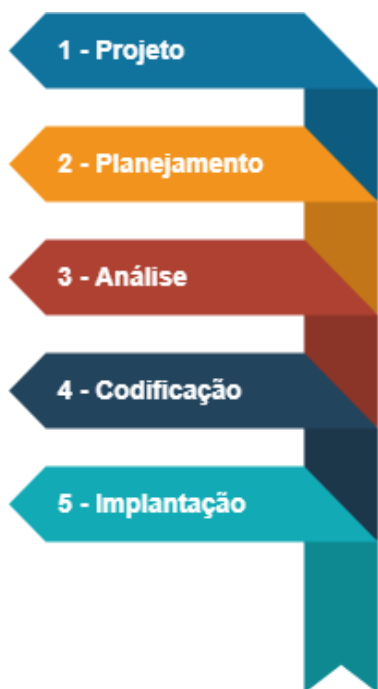 1 - Projeto
2 - Planejamento
3 - Análise
4 - Codificação
5 - Implantação